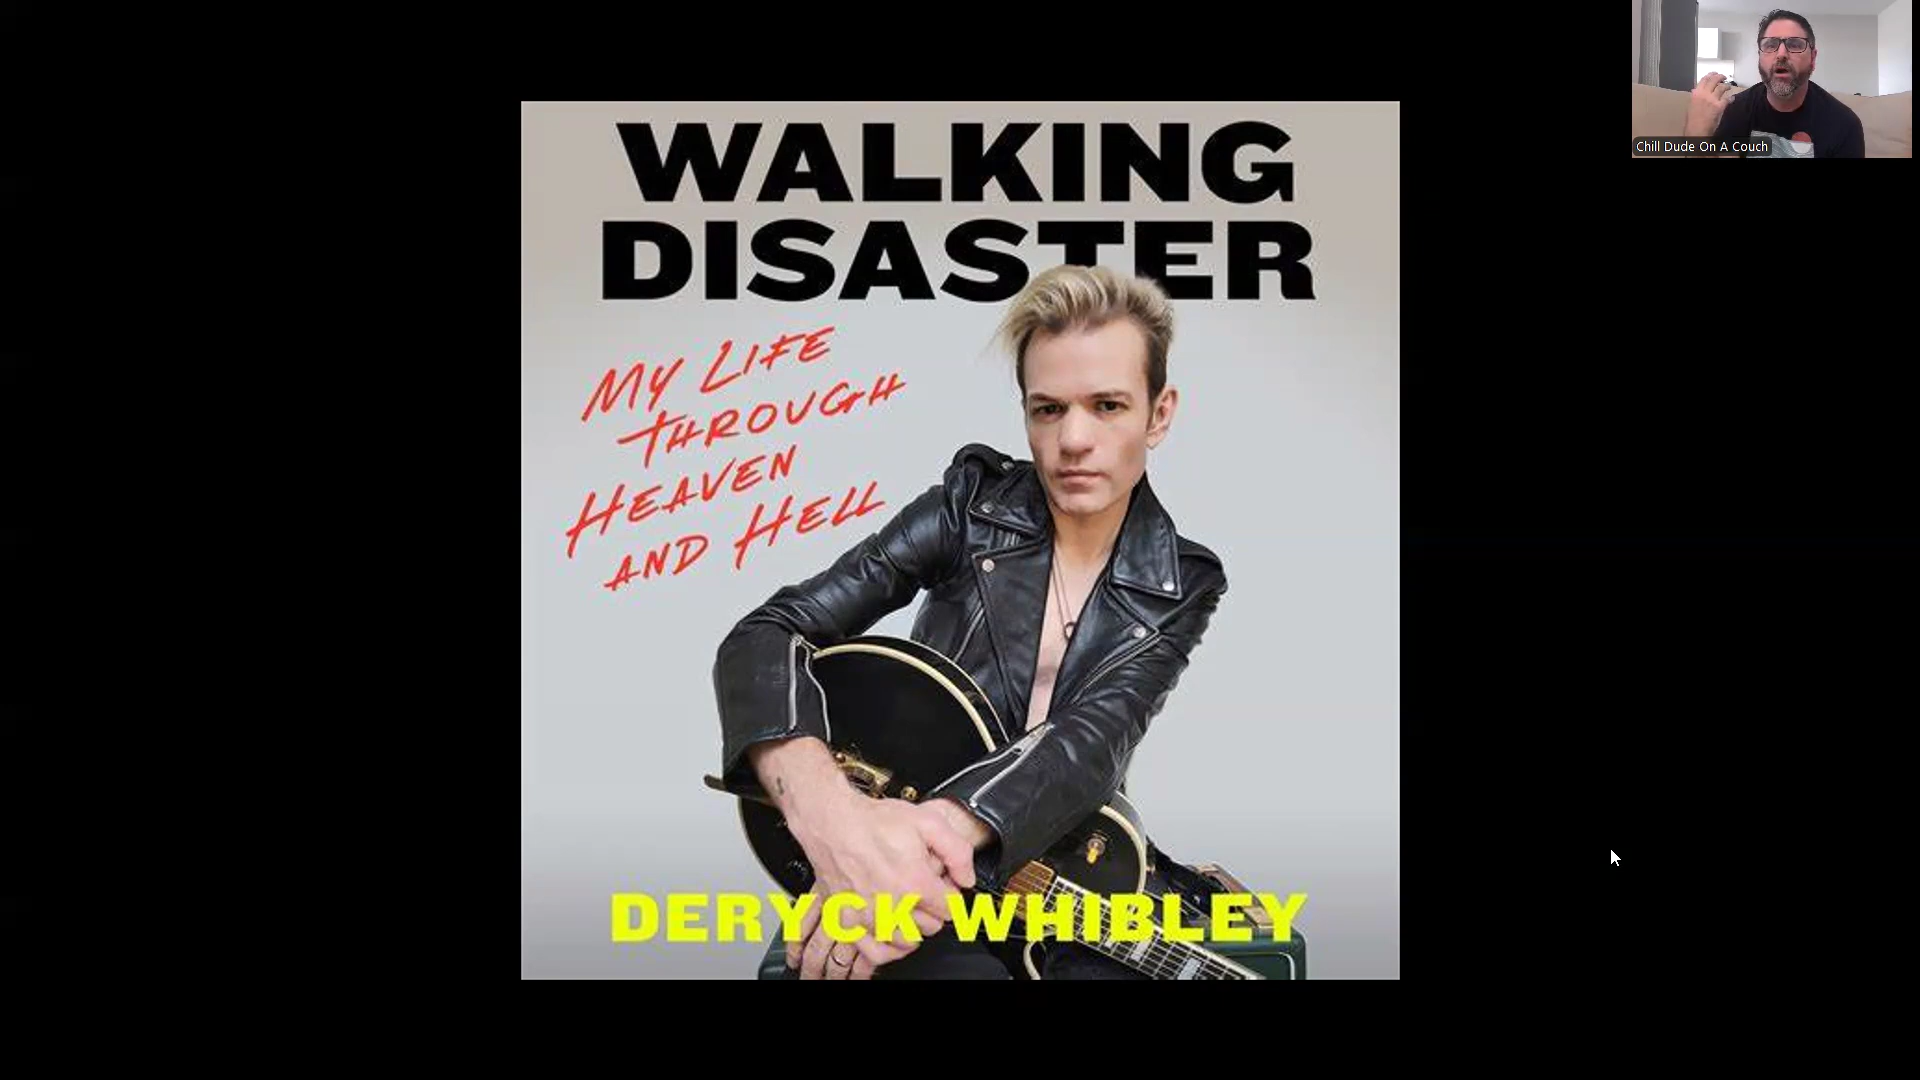 WALKING
DISASTER
MY LIFE
THROUGH
HEAVEN
AND HELL
DERYCK WHIBLEY
Chill Dude On A Couch